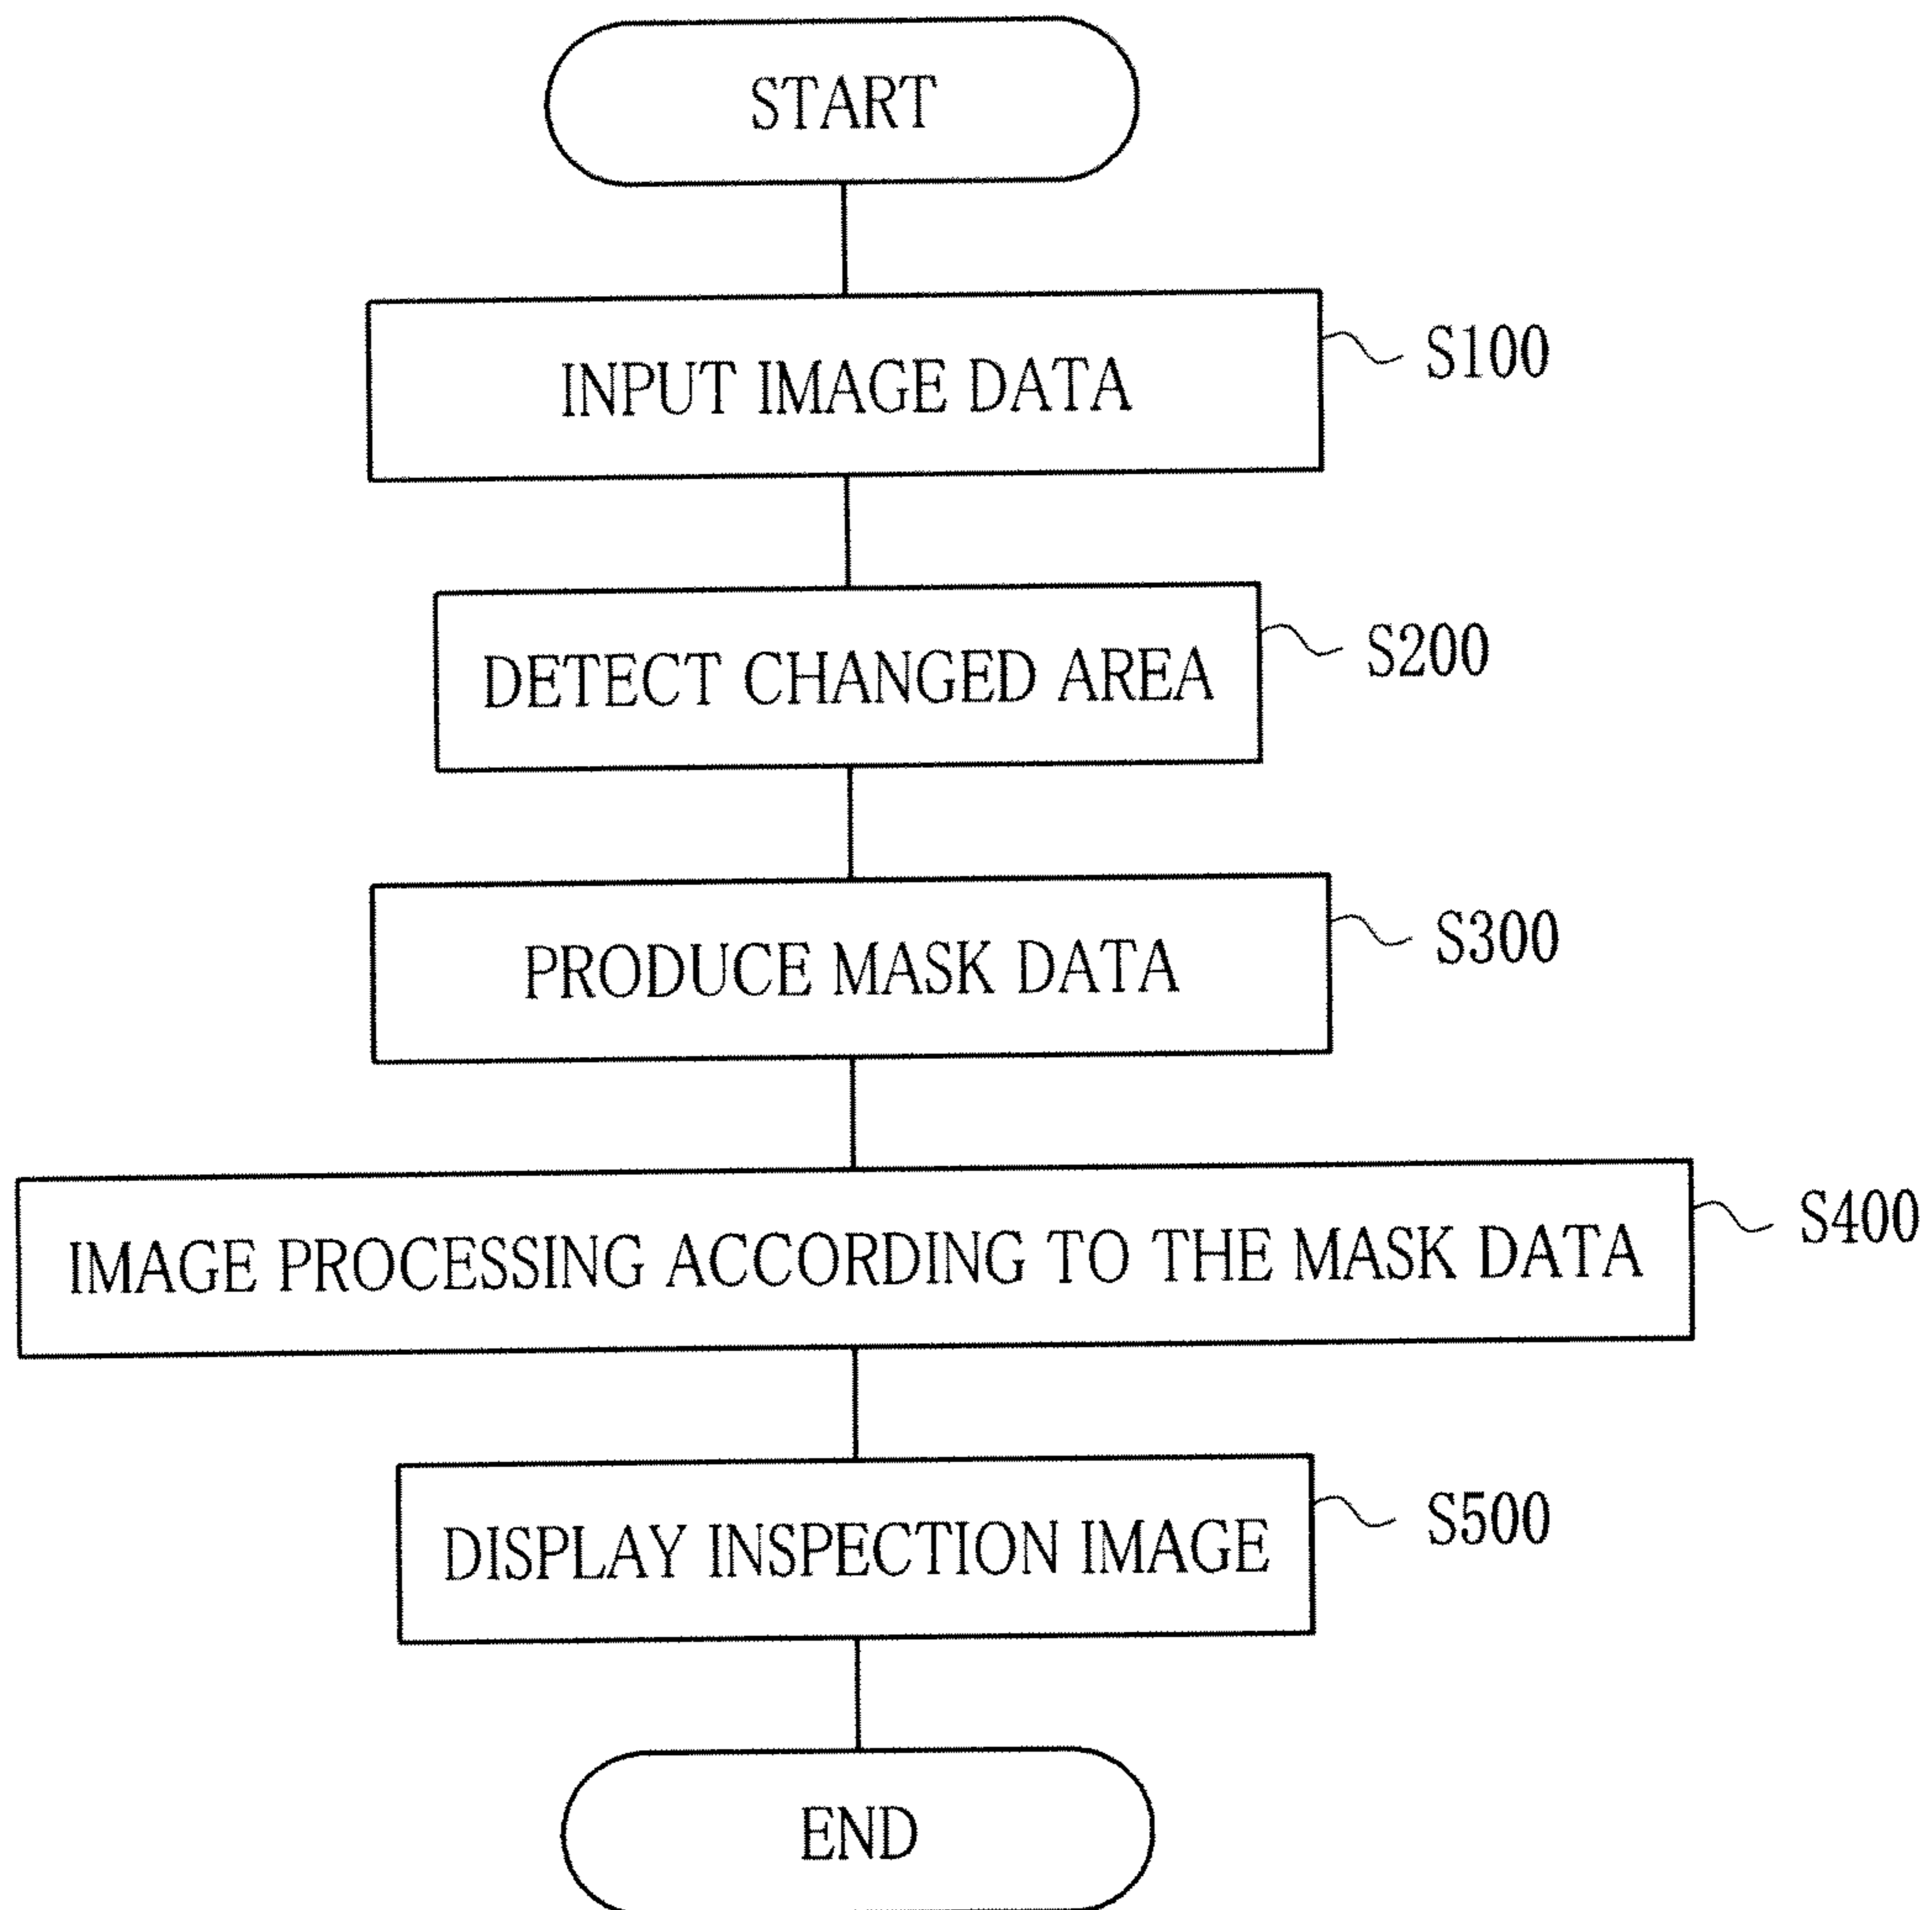 START
INPUT IMAGE DATA
S100
DETECT CHANGED AREA
S200
PRODUCE MASK DATA
S300
IMAGE PROCESSING ACCORDING TO THE MASK DATA
S400
DISPLAY INSPECTION IMAGE
S500
END